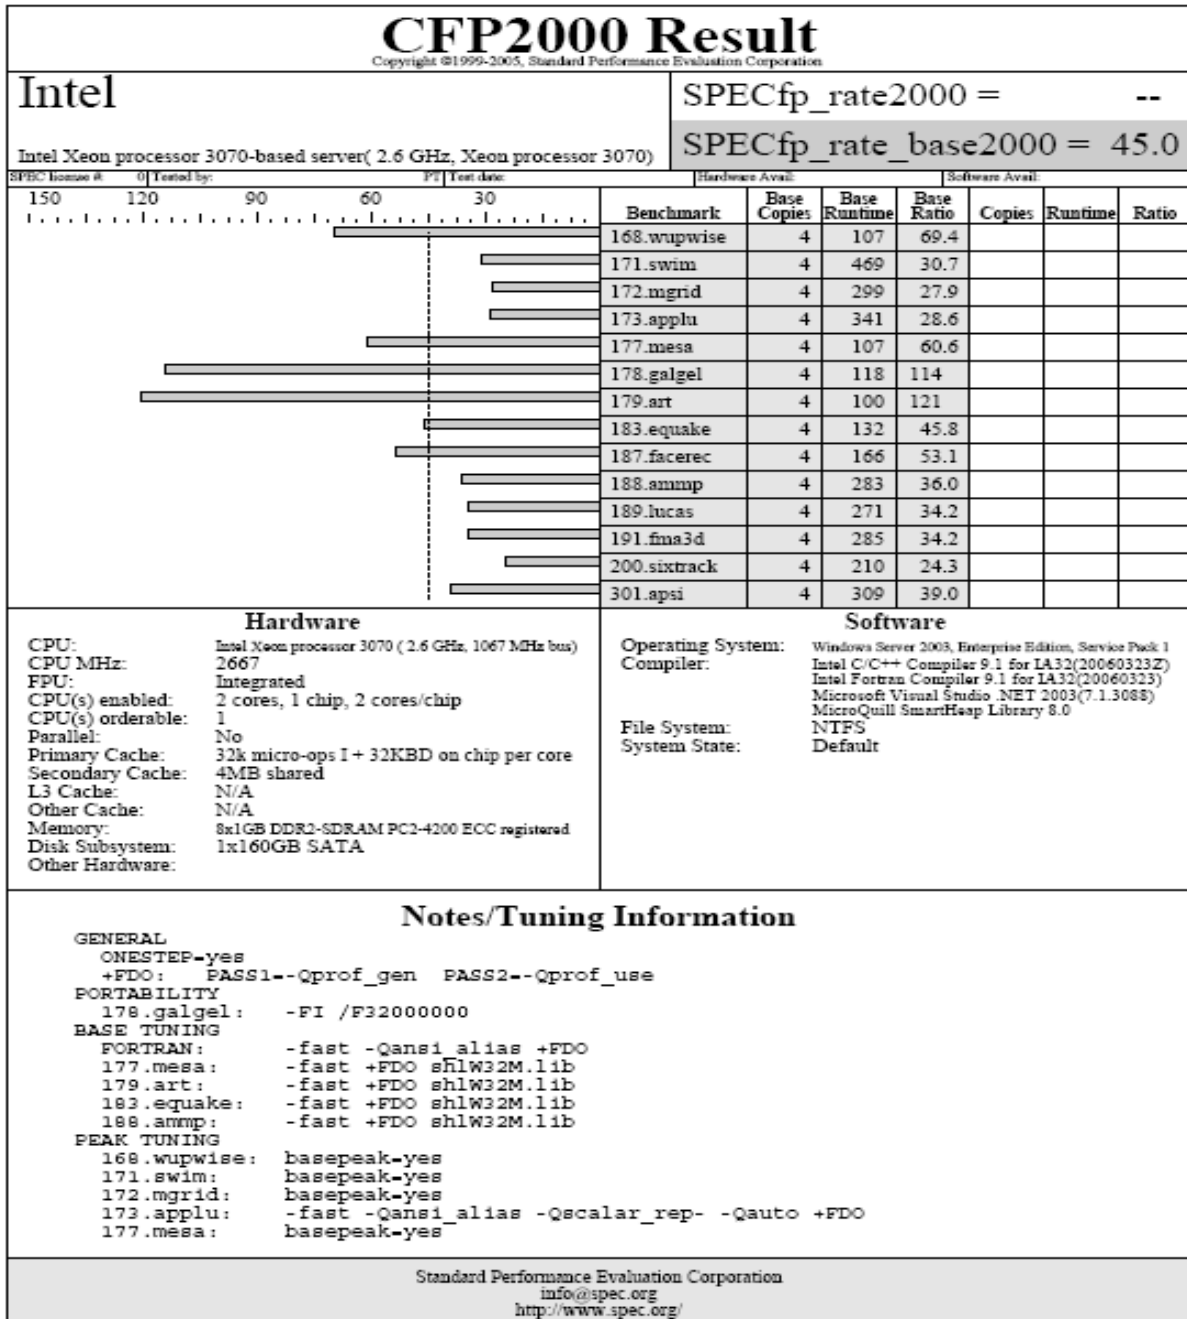 CFP2000 Result
Copyright ©1999-2005, Standard Performance Evaluation Corporation
Intel
Intel Xeon processor 3070-based server( 2.6 GHz, Xeon processor 3070)
SPECfp_rate2000 = --
SPECfp_rate_base2000 = 45.0
SPEC license #: 0 Tested by: PT Test date: Hardware Avail: Software Avail:
150 120 90 60 30
Benchmark Base Copies Base Runtime Base Ratio Copies Runtime Ratio
168.wupwise 4 107 69.4
171.swim 4 469 30.7
172.mgrid 4 299 27.9
173.applu 4 341 28.6
177.mesa 4 107 60.6
178.galgel 4 118 114
179.art 4 100 121
183.equake 4 132 45.8
187.facerec 4 166 53.1
188.ammp 4 283 36.0
189.lucas 4 271 34.2
191.fma3d 4 285 34.2
200.sixtrack 4 210 24.3
301.apsi 4 309 39.0
Hardware
CPU: Intel Xeon processor 3070 ( 2.6 GHz, 1067 MHz bus)
CPU MHz: 2667
FPU: Integrated
CPU(s) enabled: 2 cores, 1 chip, 2 cores/chip
CPU(s) orderable: 1
Parallel: No
Primary Cache: 32k micro-ops I + 32KBD on chip per core
Secondary Cache: 4MB shared
L3 Cache: N/A
Other Cache: N/A
Memory: 8x1GB DDR2-SDRAM PC2-4200 ECC registered
Disk Subsystem: 1x160GB SATA
Other Hardware:
Software
Operating System: Windows Server 2003, Enterprise Edition, Service Pack 1
Compiler: Intel C/C++ Compiler 9.1 for IA32(20060323Z)
Intel Fortran Compiler 9.1 for IA32(20060323)
Microsoft Visual Studio .NET 2003(7.1.3088)
MicroQuill SmartHeap Library 8.0
File System: NTFS
System State: Default
Notes/Tuning Information
GENERAL
ONESTEP=yes
+FDO: PASS1=-Qprof_gen PASS2=-Qprof_use
PORTABILITY
178.galgel: -FI /F32000000
BASE TUNING
FORTRAN: -fast -Qansi_alias +FDO
177.mesa: -fast +FDO shlW32M.lib
179.art: -fast +FDO shlW32M.lib
183.equake: -fast +FDO shlW32M.lib
188.ammp: -fast +FDO shlW32M.lib
PEAK TUNING
168.wupwise: basepeak=yes
171.swim: basepeak=yes
172.mgrid: basepeak=yes
173.applu: -fast -Qansi_alias -Qscalar_rep- -Qauto +FDO
177.mesa: basepeak=yes
Standard Performance Evaluation Corporation
info@spec.org
http://www.spec.org/